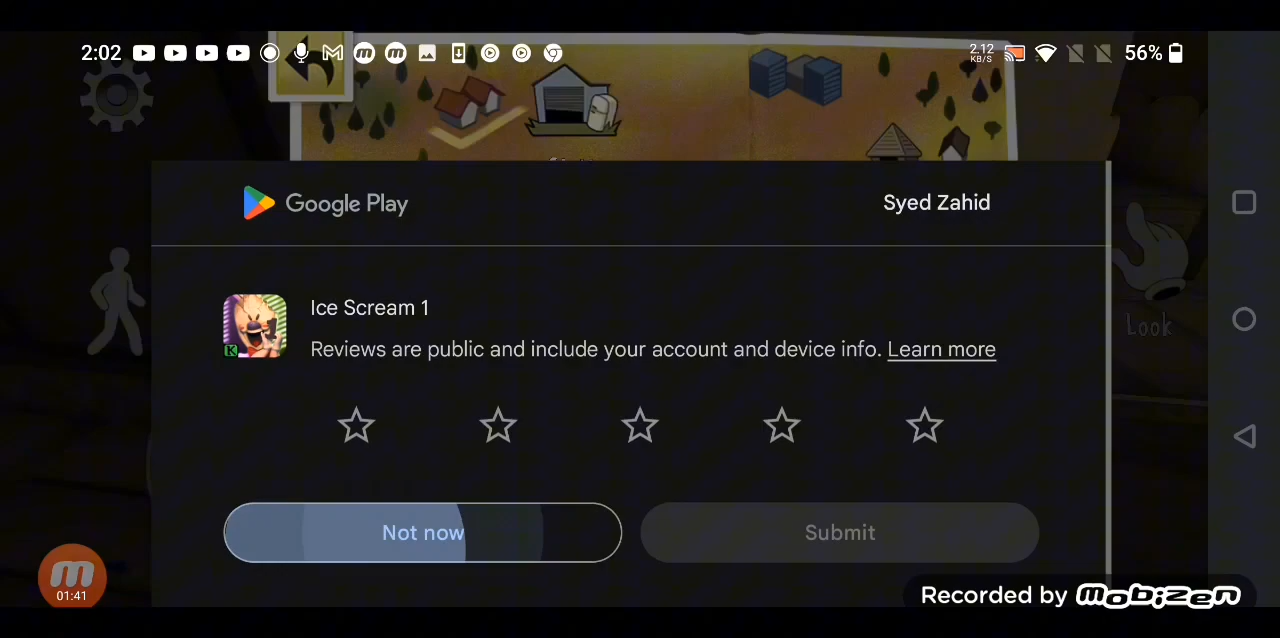 2:02
2.12
KB/S
56%
Google Play
Syed Zahid
Ice Scream 1
Reviews are public and include your account and device info. Learn more
Look
Not now
Submit
01:41
Recorded by mobizen